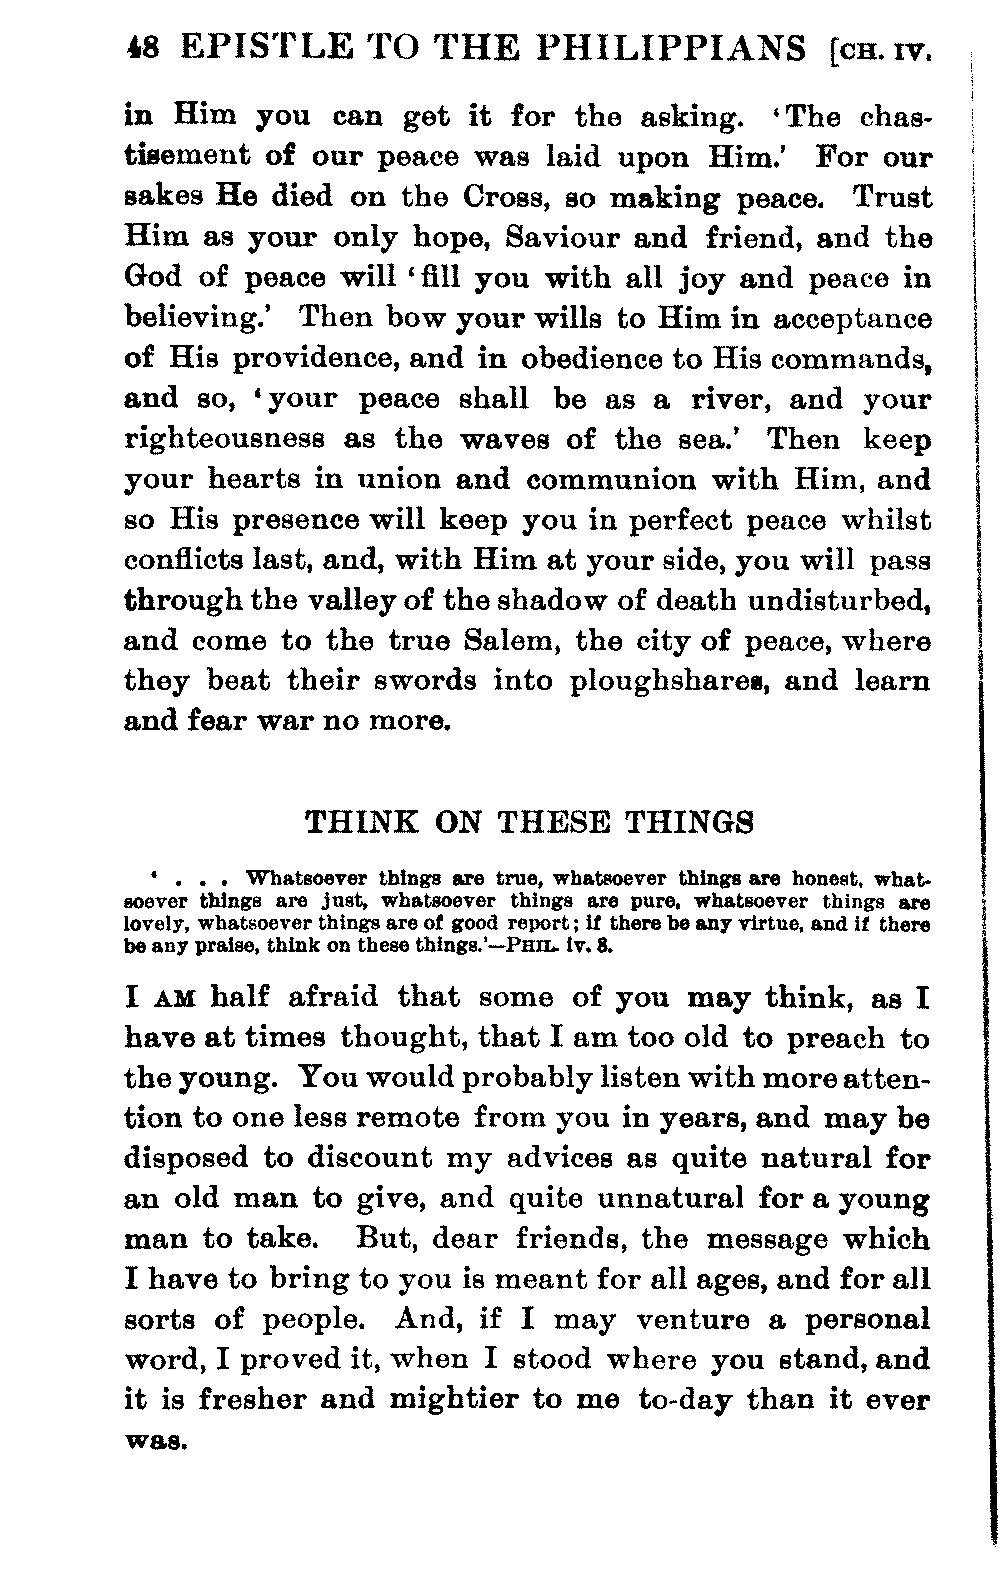 48 EPISTLE TO THE PHILIPPIANS [CH. IV.
in Him you can get it for the asking. ‘The chas-
tisement of our peace was laid upon Him.’ For our
sakes He died on the Cross, so making peace. Trust
Him as your only hope, Saviour and friend, and the
God of peace will ‘fill you with all joy and peace in
believing.’ Then bow your wills to Him in acceptance
of His providence, and in obedience to His commands,
and so, ‘your peace shall be as a river, and your
righteousness as the waves of the sea.’ Then keep
your hearts in union and communion with Him, and
so His presence will keep you in perfect peace whilst
conflicts last, and, with Him at your side, you will pass
through the valley of the shadow of death undisturbed,
and come to the true Salem, the city of peace, where
they beat their swords into ploughshares, and learn
and fear war no more.
THINK ON THESE THINGS
‘ . . . Whatsoever things are true, whatsoever things are honest, what-
soever things are just, whatsoever things are pure, whatsoever things are
lovely, whatsoever things are of good report; if there be any virtue, and if there
be any praise, think on these things.’—PHIL. iv. 8.
I AM half afraid that some of you may think, as I
have at times thought, that I am too old to preach to
the young. You would probably listen with more atten-
tion to one less remote from you in years, and may be
disposed to discount my advices as quite natural for
an old man to give, and quite unnatural for a young
man to take. But, dear friends, the message which
I have to bring to you is meant for all ages, and for all
sorts of people. And, if I may venture a personal
word, I proved it, when I stood where you stand, and
it is fresher and mightier to me to-day than it ever
was.